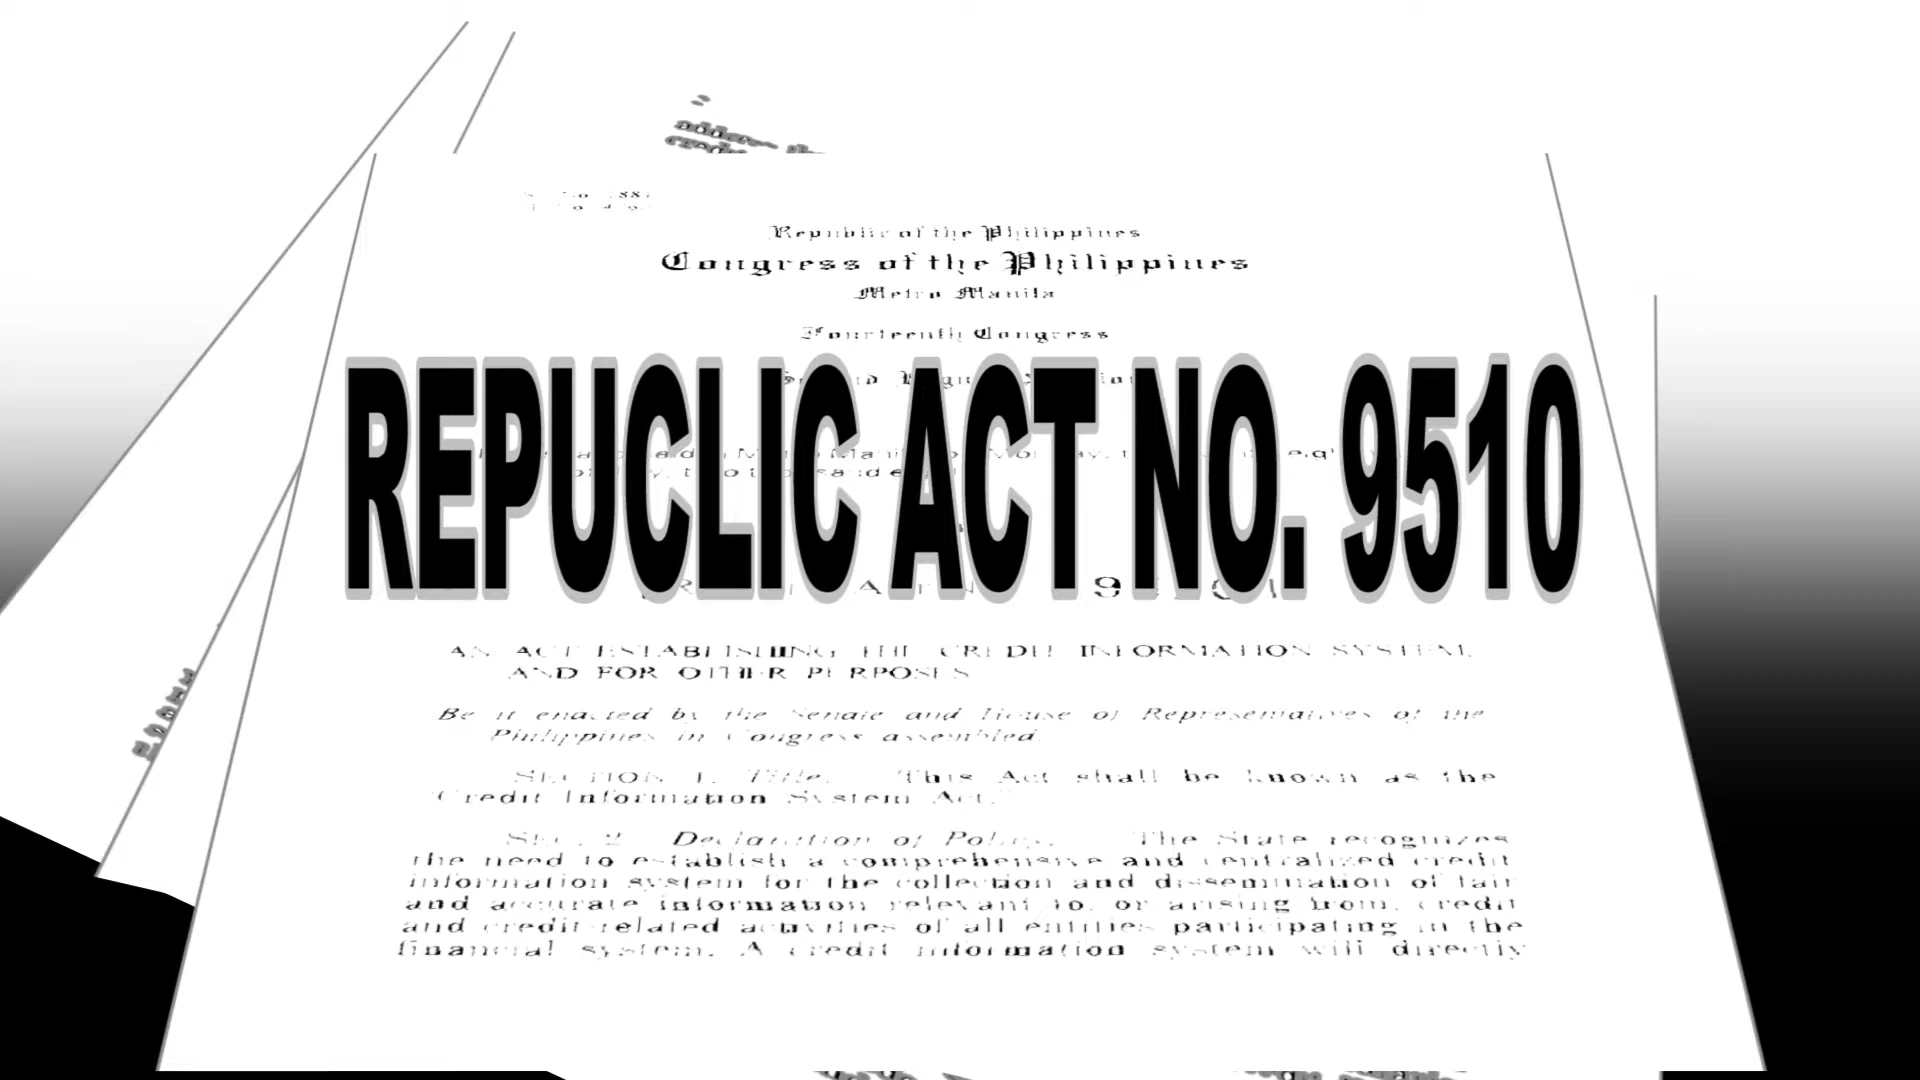 Republic of the Philippines
Congress of the Philippines
Metro Manila
Fourteenth Congress
REPUCLIC ACT NO. 9510
AN ACT ESTABLISHING THE CREDIT INFORMATION SYSTEM
AND FOR OTHER PURPOSES
Be it enacted by the Senate and House of Representatives of the
Philippines in Congress assembled
SECTION 1. Title. This Act shall be known as the
"Credit Information System Act."
SEC. 2 Declaration of Policy. The State recognizes
the need to establish a comprehensive and centralized credit
information system for the collection and dissemination of fair
and accurate information relevant to, or arising from, credit
and credit-related activities of all entities participating in the
financial system. A credit information system will directly